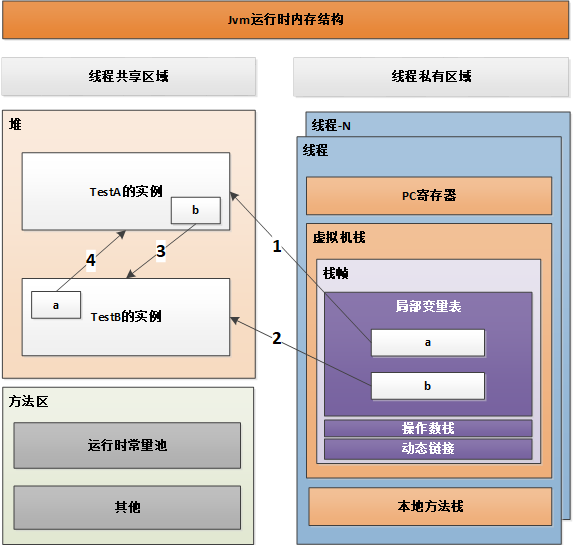 Jvm运行时内存结构
线程共享区域
线程私有区域
堆
TestA的实例
b
4
3
a
TestB的实例
方法区
运行时常量池
其他
1
2
线程-N
线程
PC寄存器
虚拟机栈
栈帧
局部变量表
a
b
操作数栈
动态链接
本地方法栈